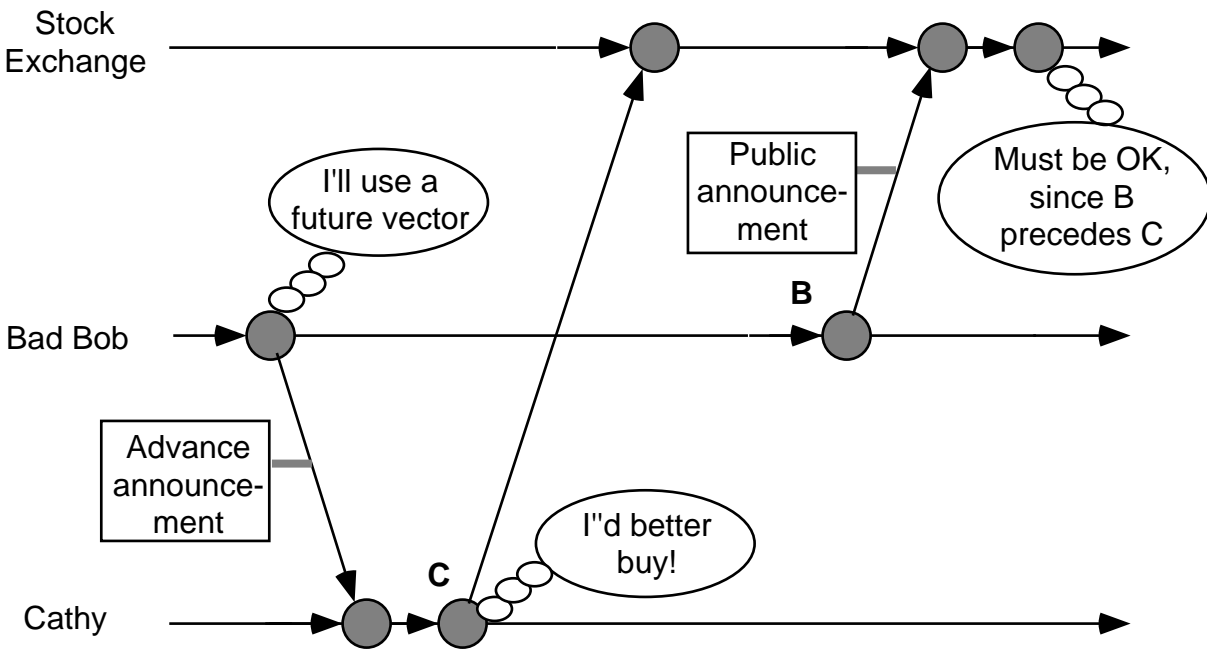 Stock
Exchange
Public
announce-
ment
Must be OK,
since B
precedes C
I'll use a
future vector
B
Bad Bob
Advance
announce-
ment
I"d better
buy!
C
Cathy